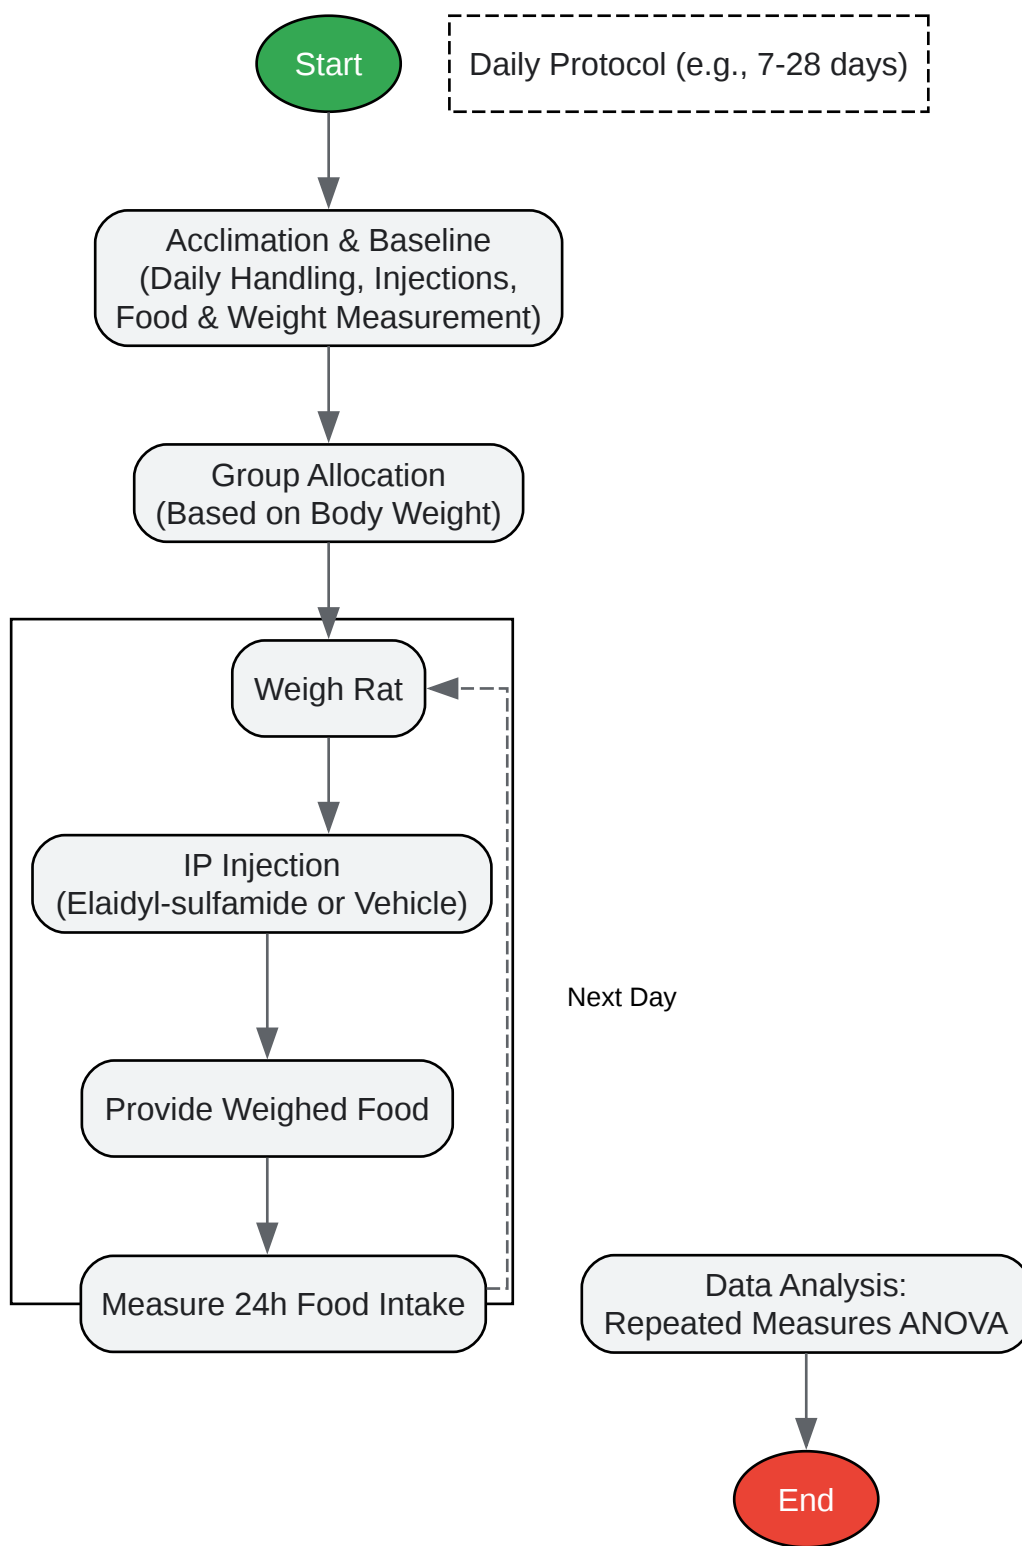 Start
Daily Protocol (e.g., 7-28 days)
Acclimation & Baseline
(Daily Handling, Injections,
Food & Weight Measurement)
Group Allocation
(Based on Body Weight)
Weigh Rat
IP Injection
(Elaidyl-sulfamide or Vehicle)
Next Day
Provide Weighed Food
Measure 24h Food Intake
Data Analysis:
Repeated Measures ANOVA
End